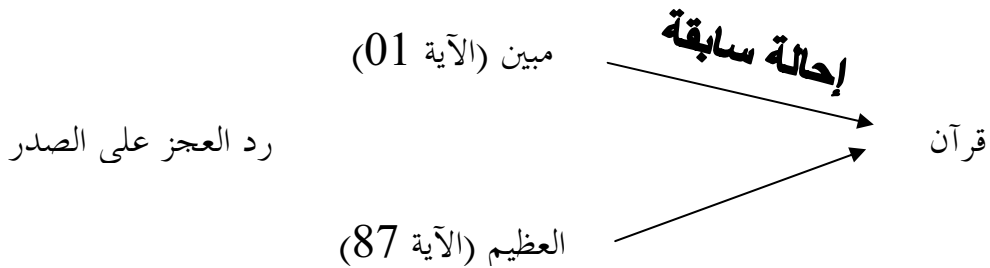 إحالة سابقة
مبين (الآية 01)
قرآن
رد العجز على الصدر
العظيم (الآية 87)